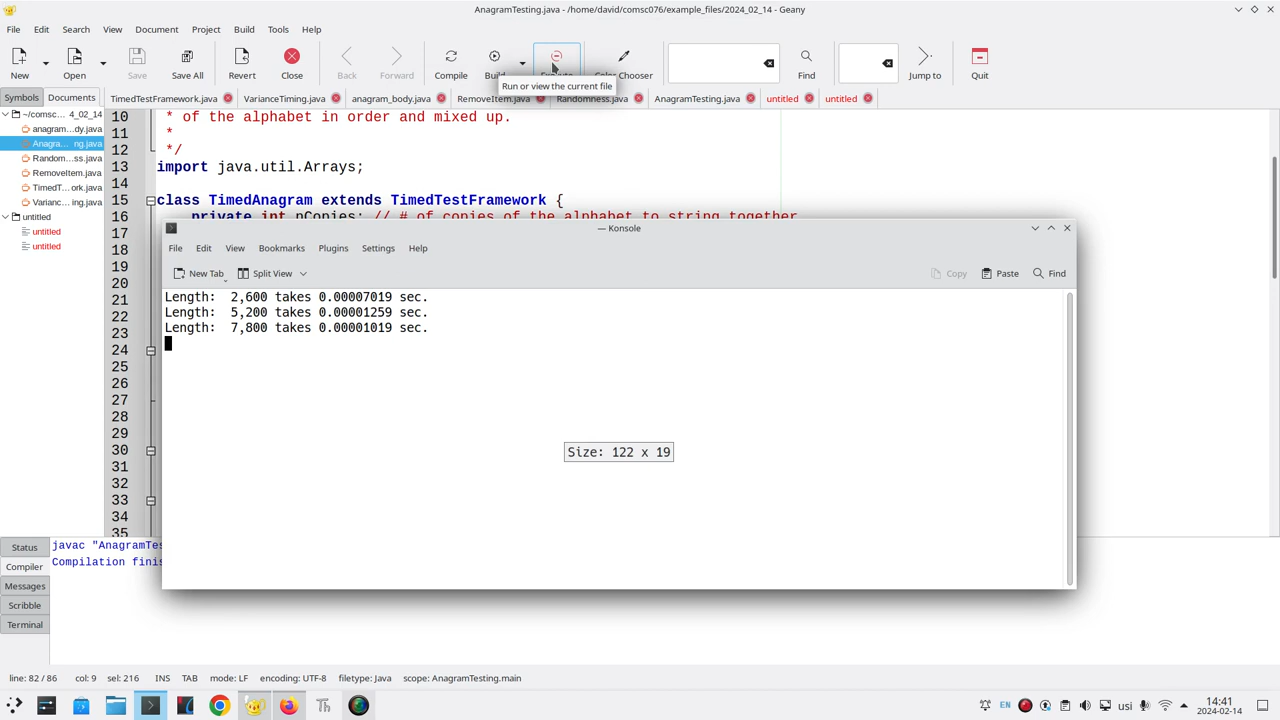 AnagramTesting.java - /home/david/comsc076/example_files/2024_02_14 - Geany
File Edit Search View Document Project Build Tools Help
New Open Save Save All Revert Close Back Forward Compile Build Execute Color Chooser Find Jump to Quit
Run or view the current file
Symbols Documents TimedTestFramework.java VarianceTiming.java anagram_body.java RemoveItem.java Randomness.java AnagramTesting.java untitled untitled
~/comsc... 4_02_14
anagram...dy.java
Anagra... ng.java
Random...ss.java
RemoveItem.java
TimedT...ork.java
Varianc...ing.java
untitled
untitled
untitled
10 * of the alphabet in order and mixed up.
11 *
12 */
13 import java.util.Arrays;
14
15 class TimedAnagram extends TimedTestFramework {
16 private int nCopies; // # of copies of the alphabet to string together
17
18
19
20
21
22
23
24
25
26
27
28
29
30
31
32
33
34
35
— Konsole
File Edit View Bookmarks Plugins Settings Help
New Tab Split View Copy Paste Find
Length: 2,600 takes 0.00007019 sec.
Length: 5,200 takes 0.00001259 sec.
Length: 7,800 takes 0.00001019 sec.
Size: 122 x 19
Status
Compiler
Messages
Scribble
Terminal
javac "AnagramTes
Compilation finis
line: 82 / 86 col: 9 sel: 216 INS TAB mode: LF encoding: UTF-8 filetype: Java scope: AnagramTesting.main
Th EN usi 14:41
2024-02-14